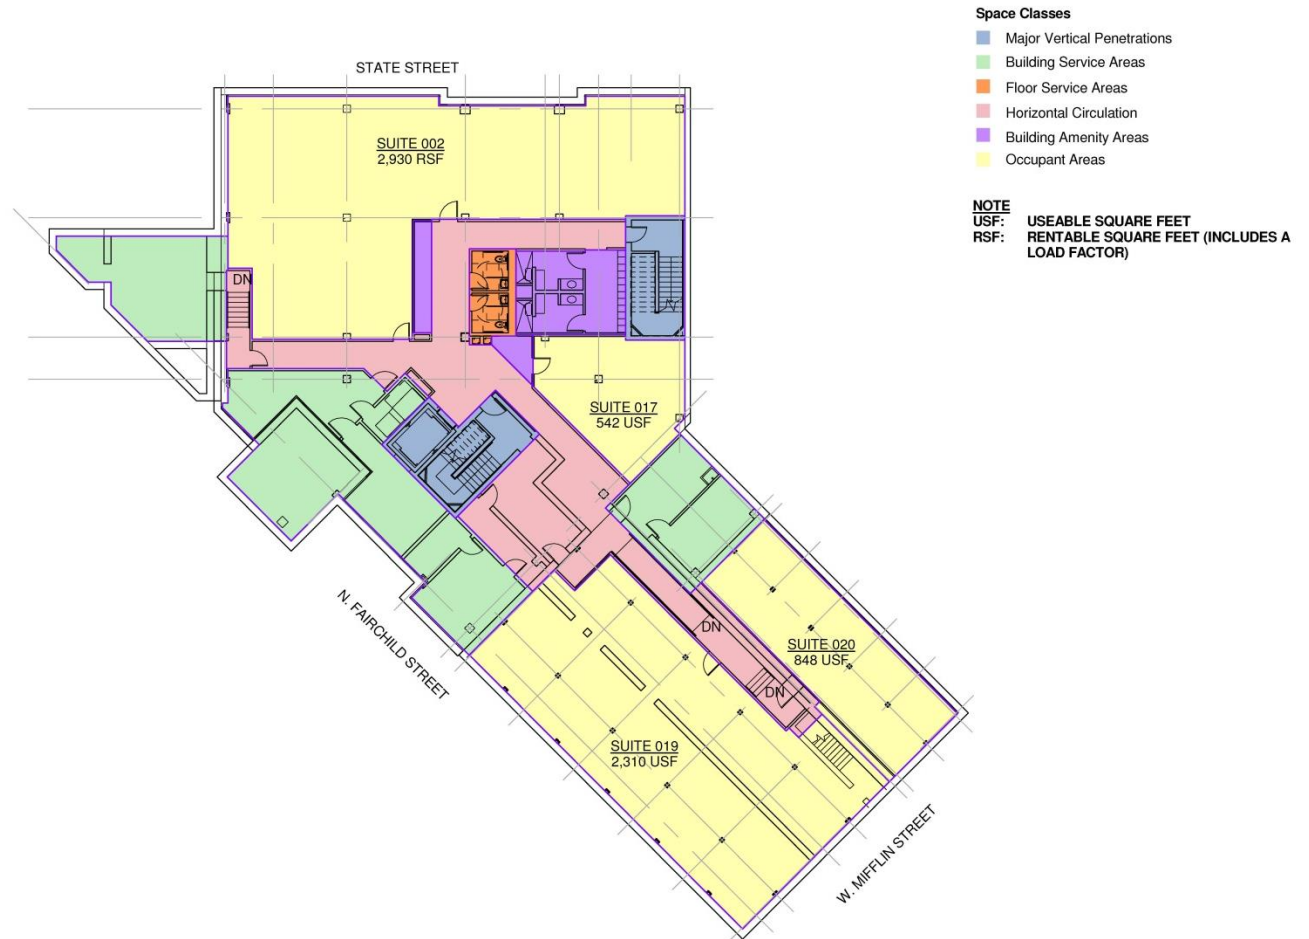 Space Classes
Major Vertical Penetrations
Building Service Areas
Floor Service Areas
Horizontal Circulation
Building Amenity Areas
Occupant Areas
NOTE
USF: USEABLE SQUARE FEET
RSF: RENTABLE SQUARE FEET (INCLUDES A
LOAD FACTOR)
STATE STREET
SUITE 002
2,930 RSF
DN
SUITE 017
542 USF
N. FAIRCHILD STREET
DN
SUITE 020
848 USF
DN
SUITE 019
2,310 USF
W. MIFFLIN STREET